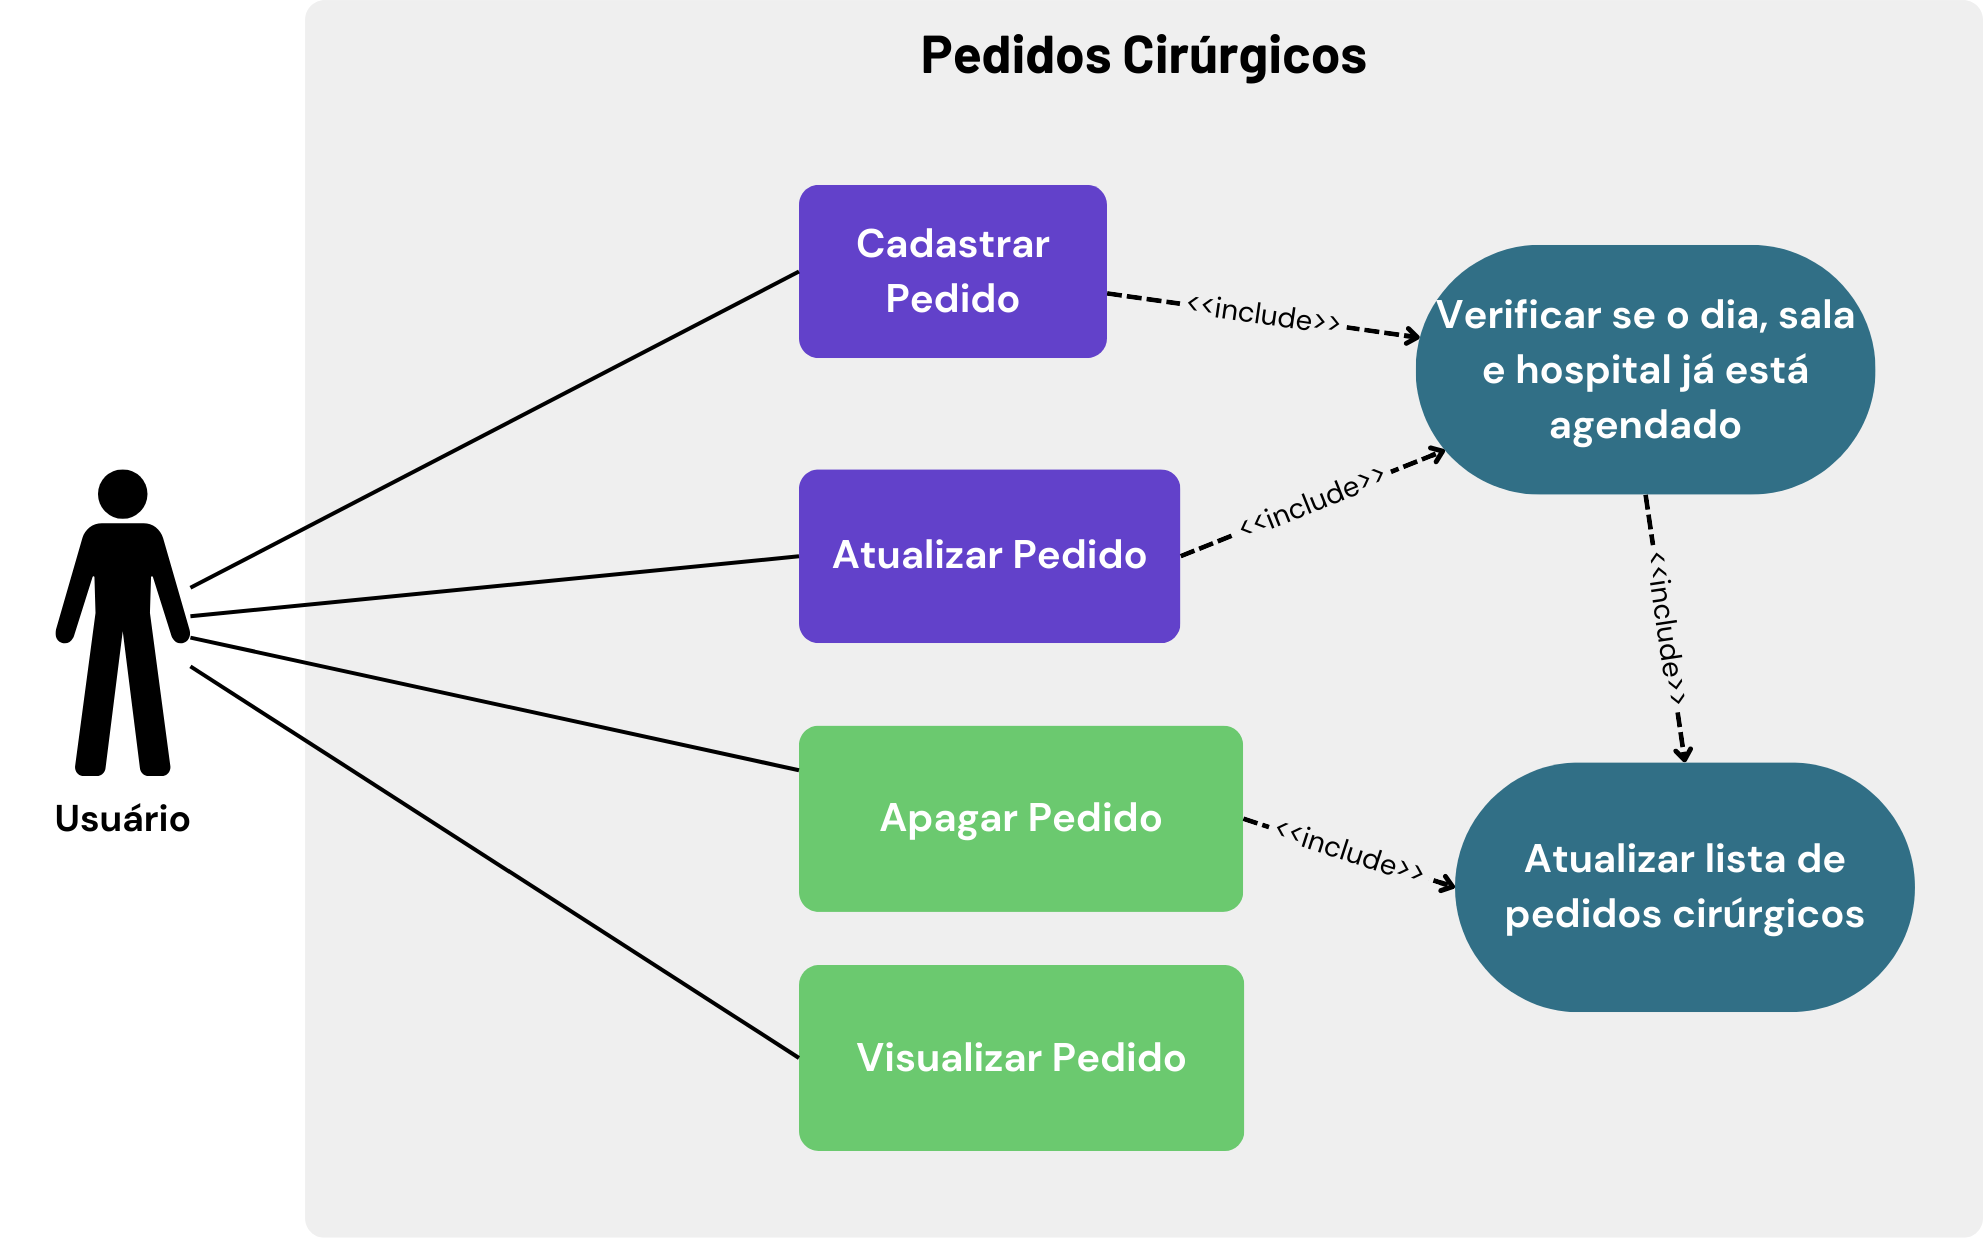 Pedidos Cirúrgicos
Cadastrar
Pedido
<<include>>
Verificar se o dia, sala
e hospital já está
agendado
<<include>>
Atualizar Pedido
<<include>>
Usuário
Apagar Pedido
<<include>>
Atualizar lista de
pedidos cirúrgicos
Visualizar Pedido